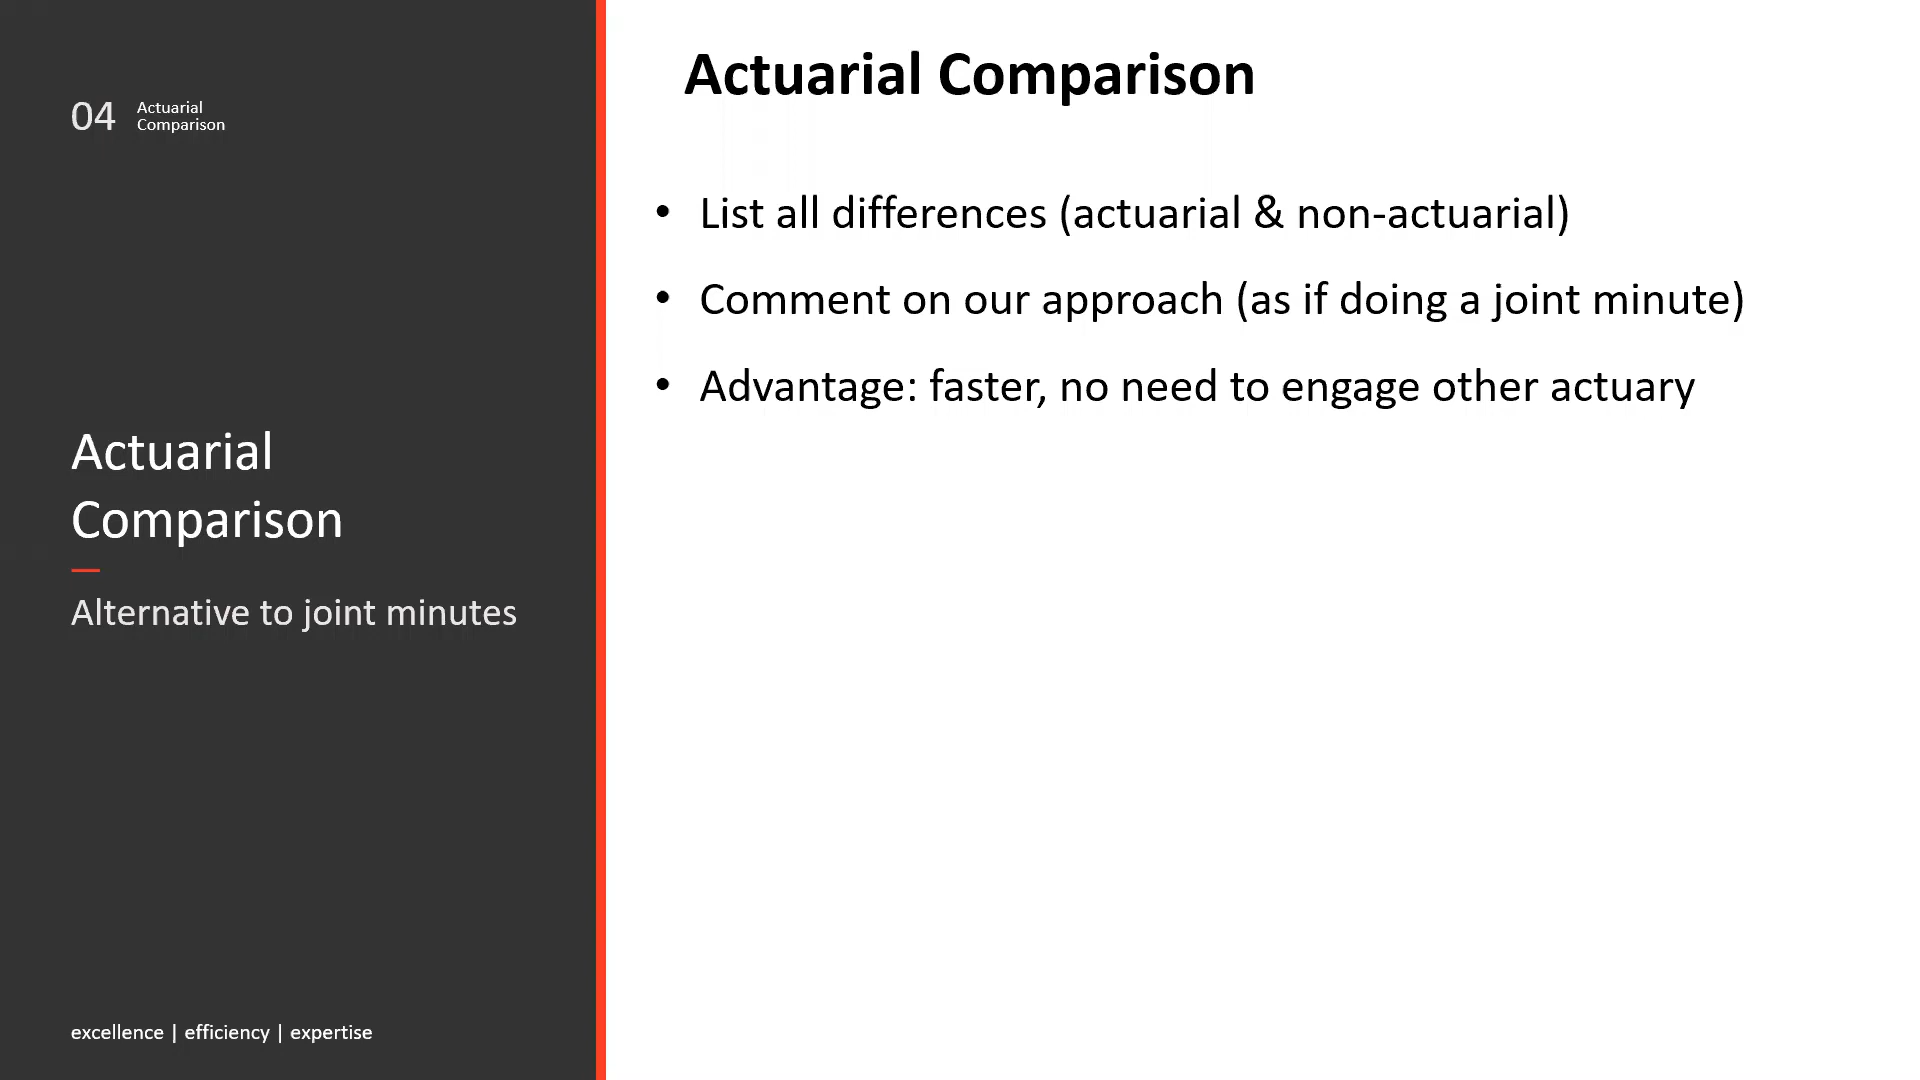 04
Actuarial
Comparison
Actuarial
Comparison
Alternative to joint minutes
excellence | efficiency | expertise
Actuarial Comparison
• List all differences (actuarial & non-actuarial)
• Comment on our approach (as if doing a joint minute)
• Advantage: faster, no need to engage other actuary